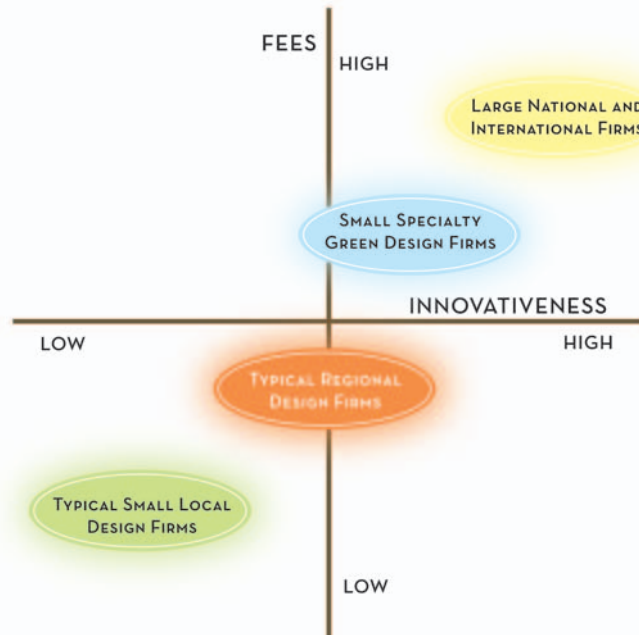 FEES
HIGH
LARGE NATIONAL AND
INTERNATIONAL FIRMS
SMALL SPECIALTY
GREEN DESIGN FIRMS
INNOVATIVENESS
LOW
HIGH
TYPICAL REGIONAL
DESIGN FIRMS
TYPICAL SMALL LOCAL
DESIGN FIRMS
LOW